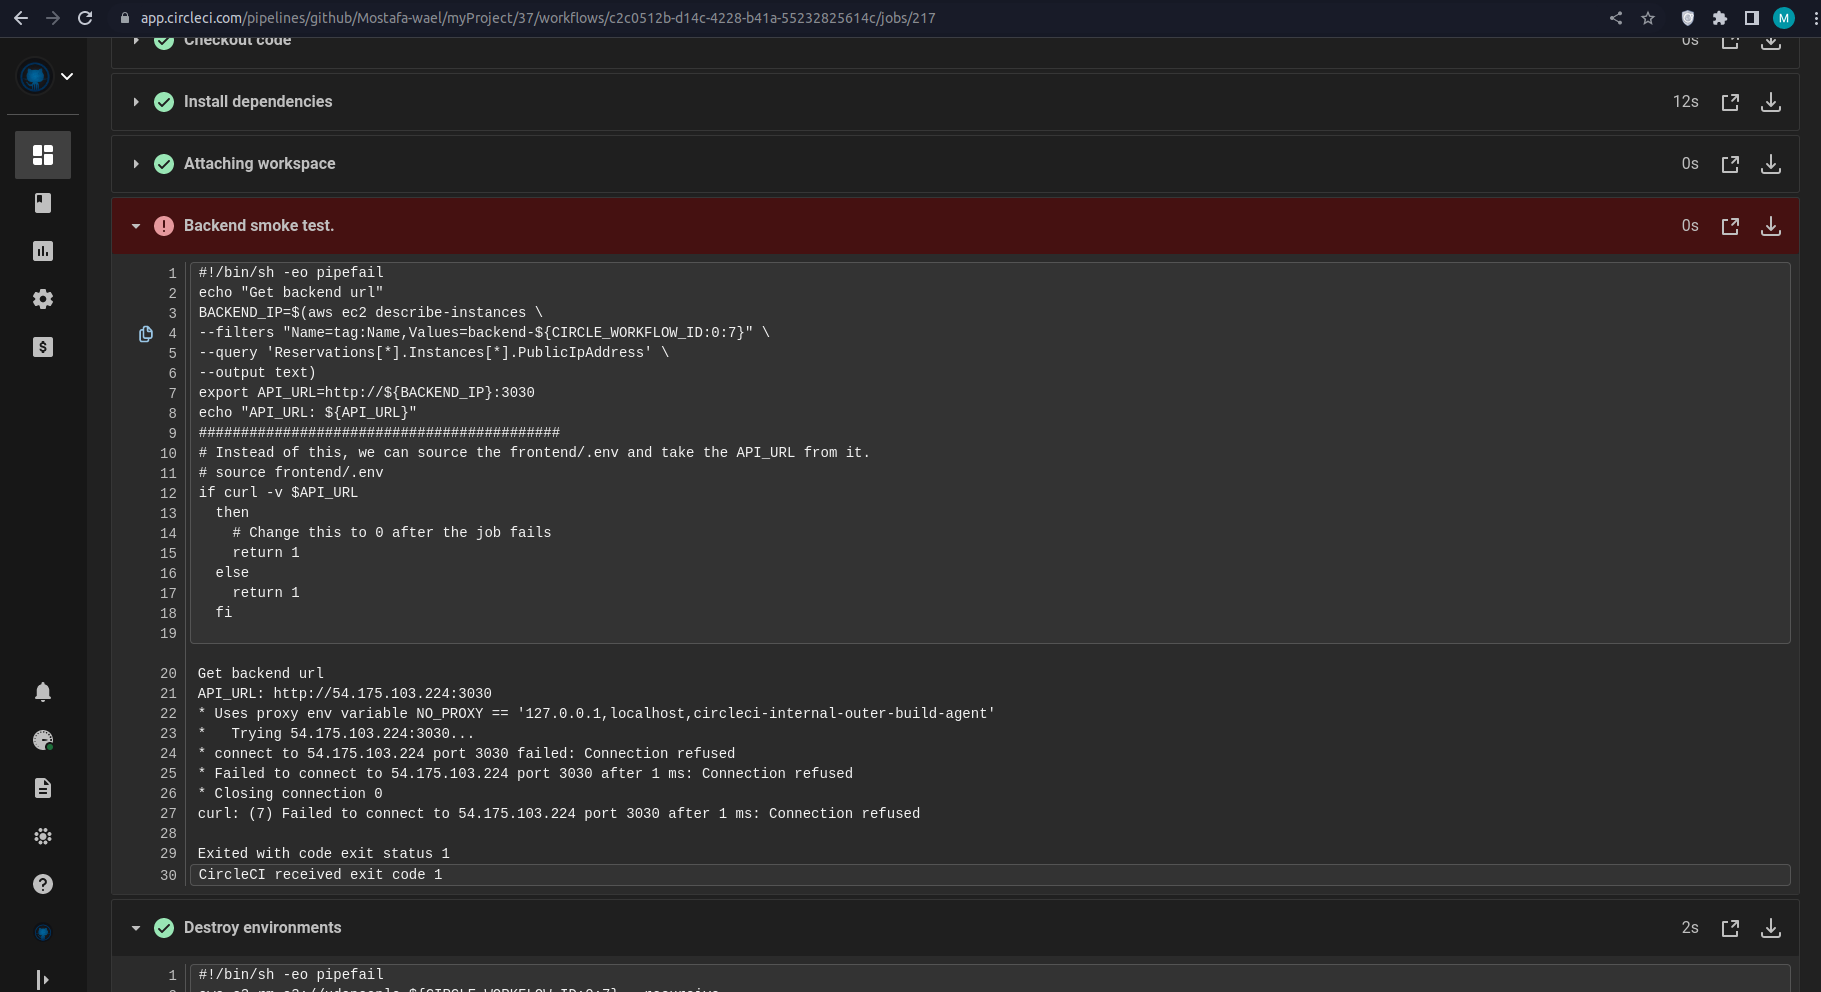 app.circleci.com/pipelines/github/Mostafa-wael/myProject/37/workflows/c2c0512b-d14c-4228-b41a-55232825614c/jobs/217
M
Checkout code 0s
Install dependencies 12s
Attaching workspace 0s
Backend smoke test. 0s
1 #!/bin/sh -eo pipefail
2 echo "Get backend url"
3 BACKEND_IP=$(aws ec2 describe-instances \
4 --filters "Name=tag:Name,Values=backend-${CIRCLE_WORKFLOW_ID:0:7}" \
5 --query 'Reservations[*].Instances[*].PublicIpAddress' \
6 --output text)
7 export API_URL=http://${BACKEND_IP}:3030
8 echo "API_URL: ${API_URL}"
9 ###########################################
10 # Instead of this, we can source the frontend/.env and take the API_URL from it.
11 # source frontend/.env
12 if curl -v $API_URL
13 then
14 # Change this to 0 after the job fails
15 return 1
16 else
17 return 1
18 fi
19
20 Get backend url
21 API_URL: http://54.175.103.224:3030
22 * Uses proxy env variable NO_PROXY == '127.0.0.1,localhost,circleci-internal-outer-build-agent'
23 * Trying 54.175.103.224:3030...
24 * connect to 54.175.103.224 port 3030 failed: Connection refused
25 * Failed to connect to 54.175.103.224 port 3030 after 1 ms: Connection refused
26 * Closing connection 0
27 curl: (7) Failed to connect to 54.175.103.224 port 3030 after 1 ms: Connection refused
28
29 Exited with code exit status 1
30 CircleCI received exit code 1
Destroy environments 2s
1 #!/bin/sh -eo pipefail